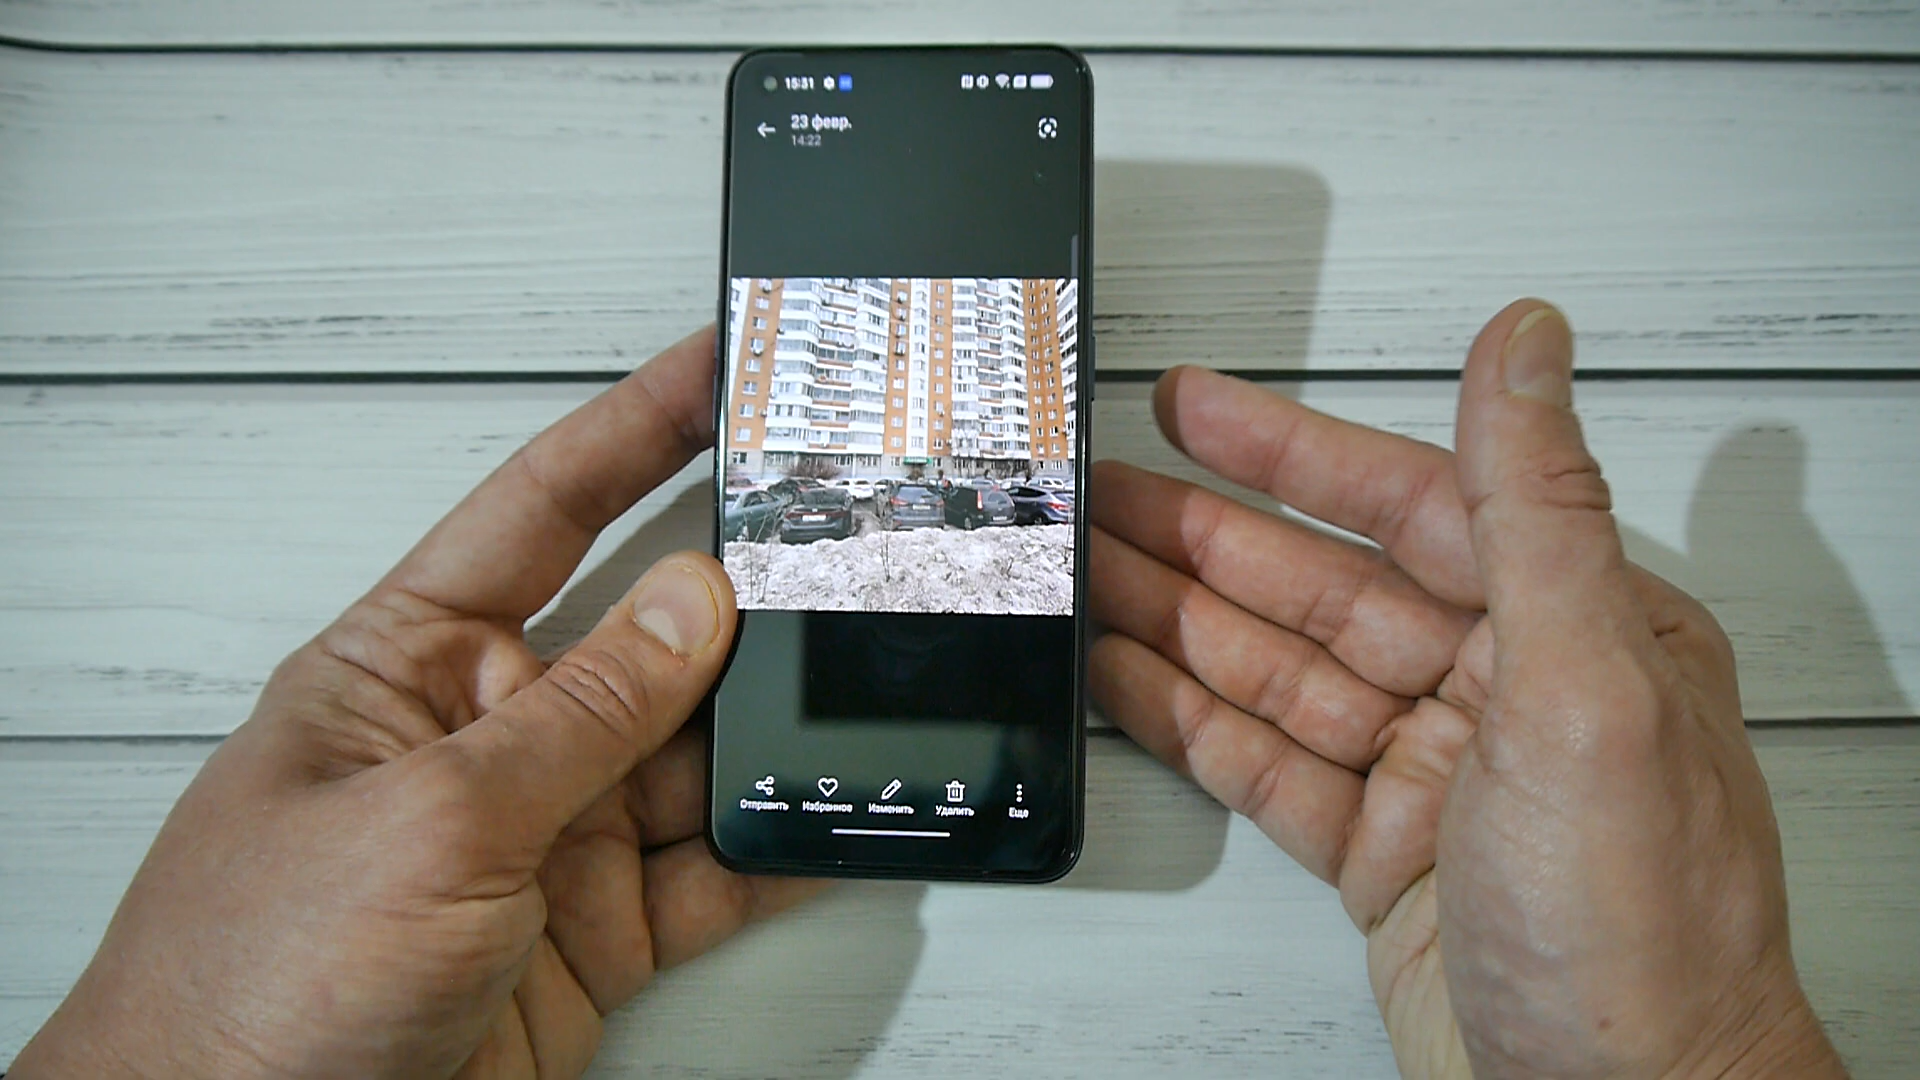 15:31
23 февр.
14:22
Отправить
Избранное
Изменить
Удалить
Еще